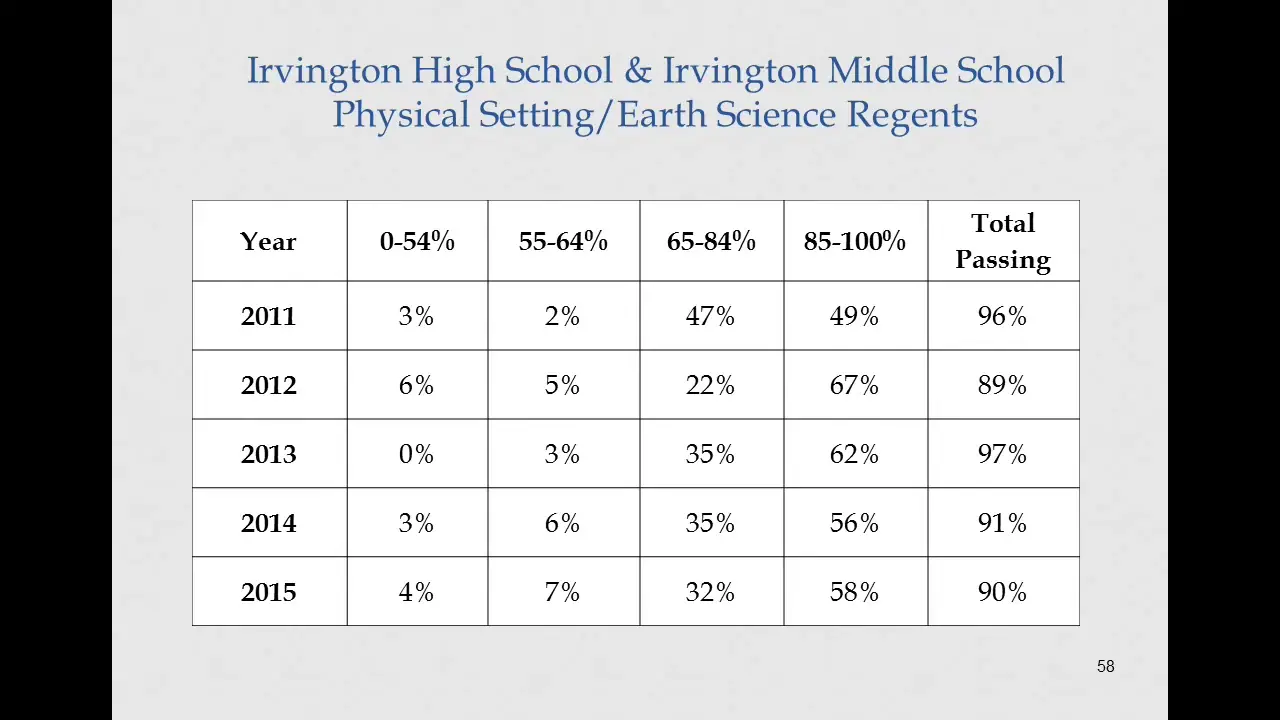 Irvington High School & Irvington Middle School
Physical Setting/Earth Science Regents
Year 0-54% 55-64% 65-84% 85-100% Total Passing
2011 3% 2% 47% 49% 96%
2012 6% 5% 22% 67% 89%
2013 0% 3% 35% 62% 97%
2014 3% 6% 35% 56% 91%
2015 4% 7% 32% 58% 90%
58